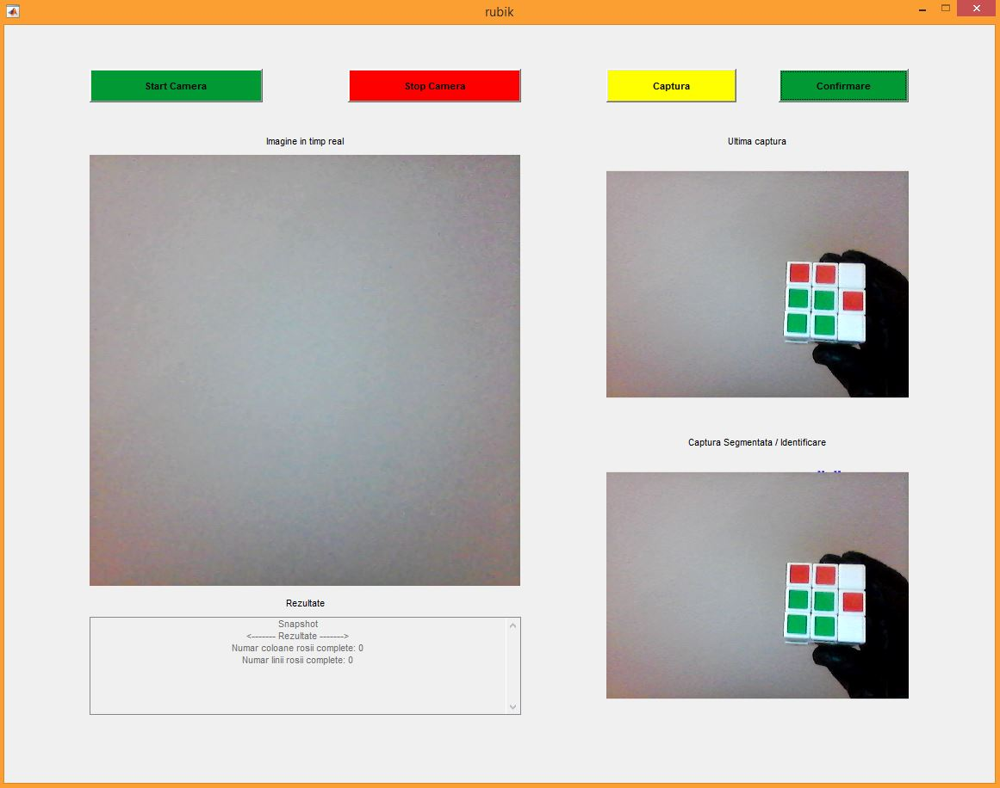 rubik
Start Camera
Stop Camera
Captura
Confirmare
Imagine in timp real
Ultima captura
Captura Segmentata / Identificare
Rezultate
Snapshot
<------- Rezultate ------->
Numar coloane rosii complete: 0
Numar linii rosii complete: 0